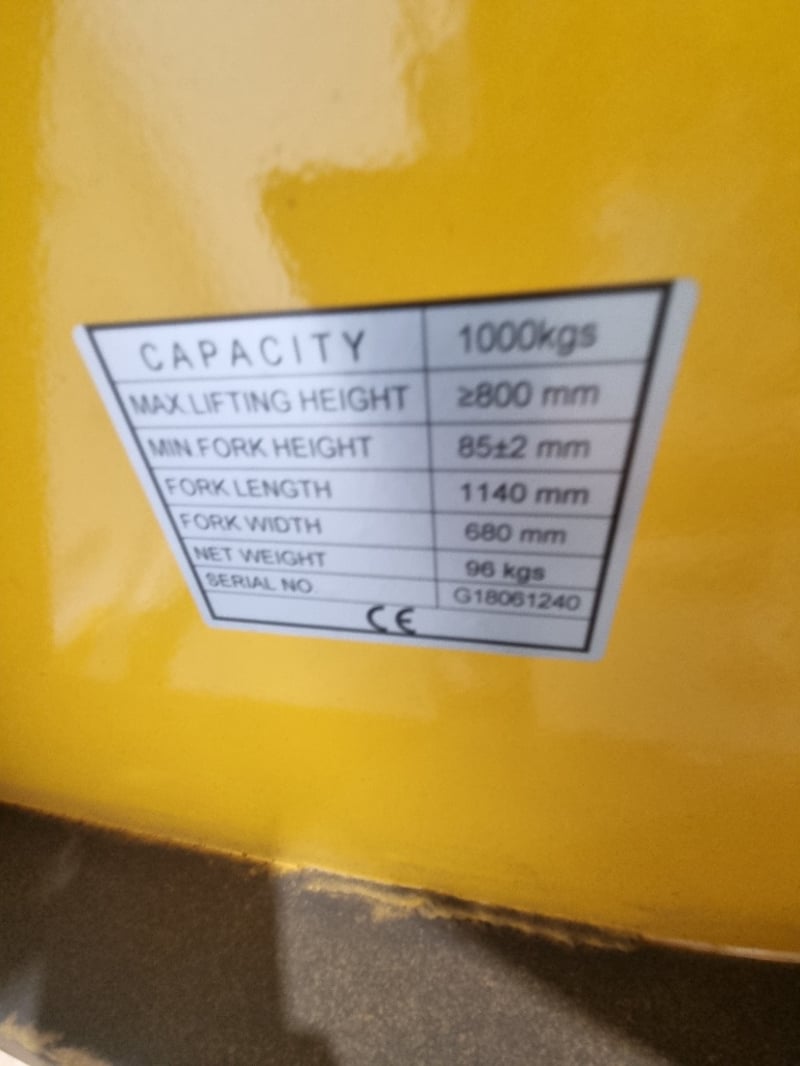 CAPACITY 1000kgs
MAX.LIFTING HEIGHT ≥800 mm
MIN.FORK HEIGHT 85±2 mm
FORK LENGTH 1140 mm
FORK WIDTH 680 mm
NET WEIGHT 96 kgs
SERIAL NO. G18061240
CE